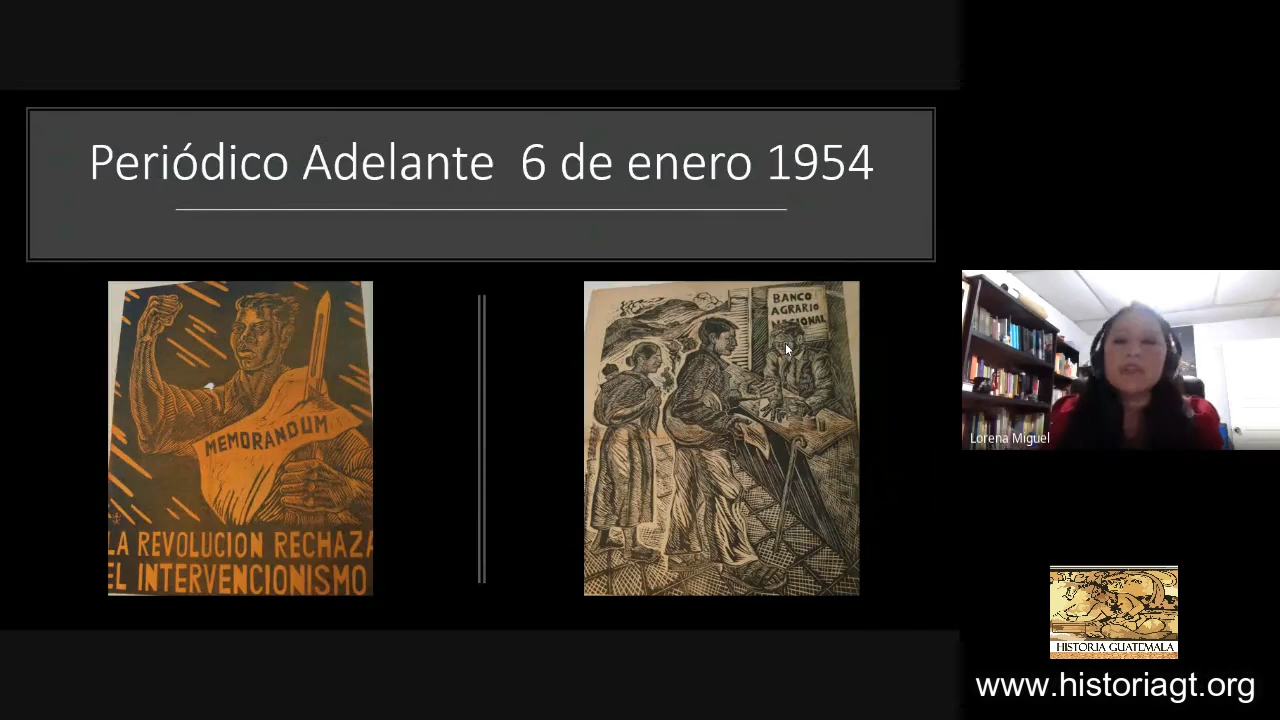 Periódico Adelante 6 de enero 1954
MEMORANDUM
LA REVOLUCION RECHAZA
EL INTERVENCIONISMO
BANCO
AGRARIO
NACIONAL
Lorena Miguel
HISTORIA GUATEMALA
www.historiagt.org